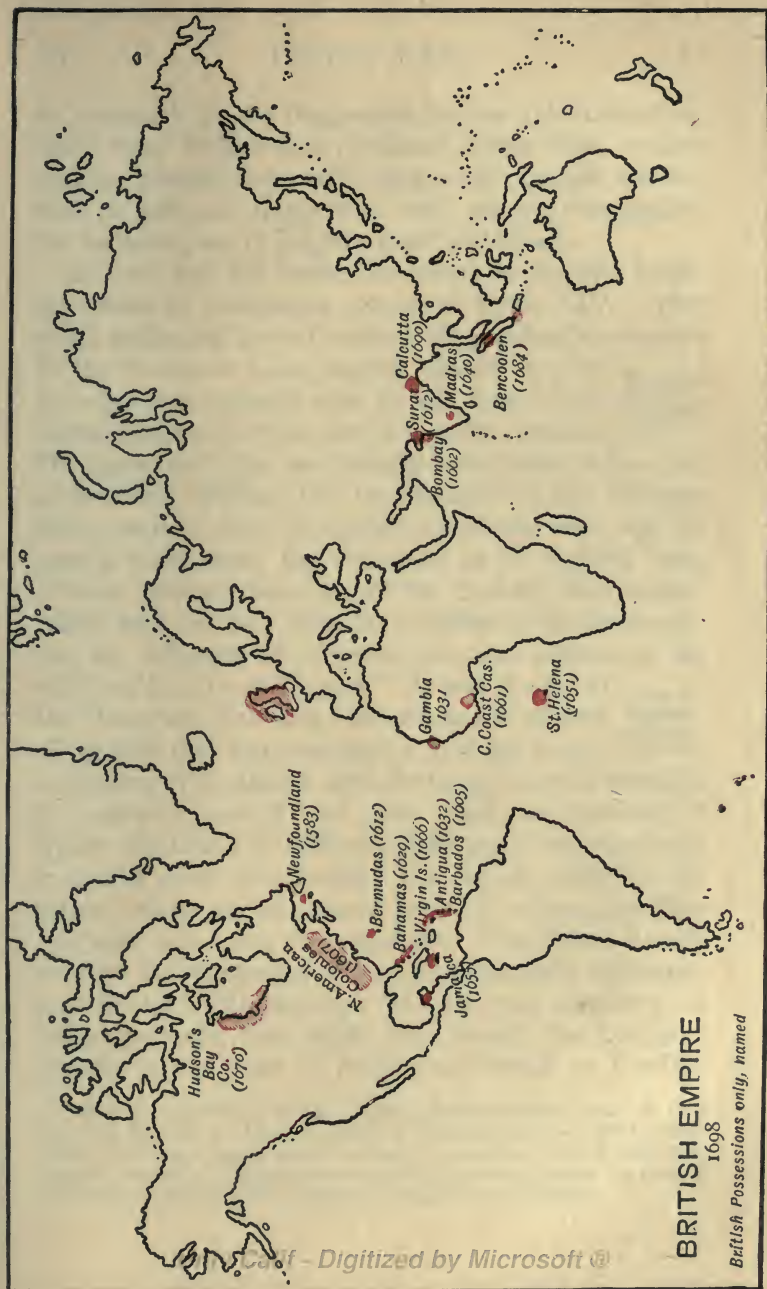 Hudson's
Bay
Co.
(1670)
Newfoundland
(1583)
N. American
Colonies
(1607)
Bermudas (1612)
Bahamas (1629)
Virgin Is. (1666)
Antigua (1632)
Barbados (1605)
Jamaica
(1655
Gambia
1631
C. Coast Cas.
(1661)
St. Helena
(1651)
Surat
(1612)
Bombay
(1662)
Calcutta
(1690)
Madras
(1640)
Bencoolen
(1684)
BRITISH EMPIRE
1698
British Possessions only, named
Calif - Digitized by Microsoft ®